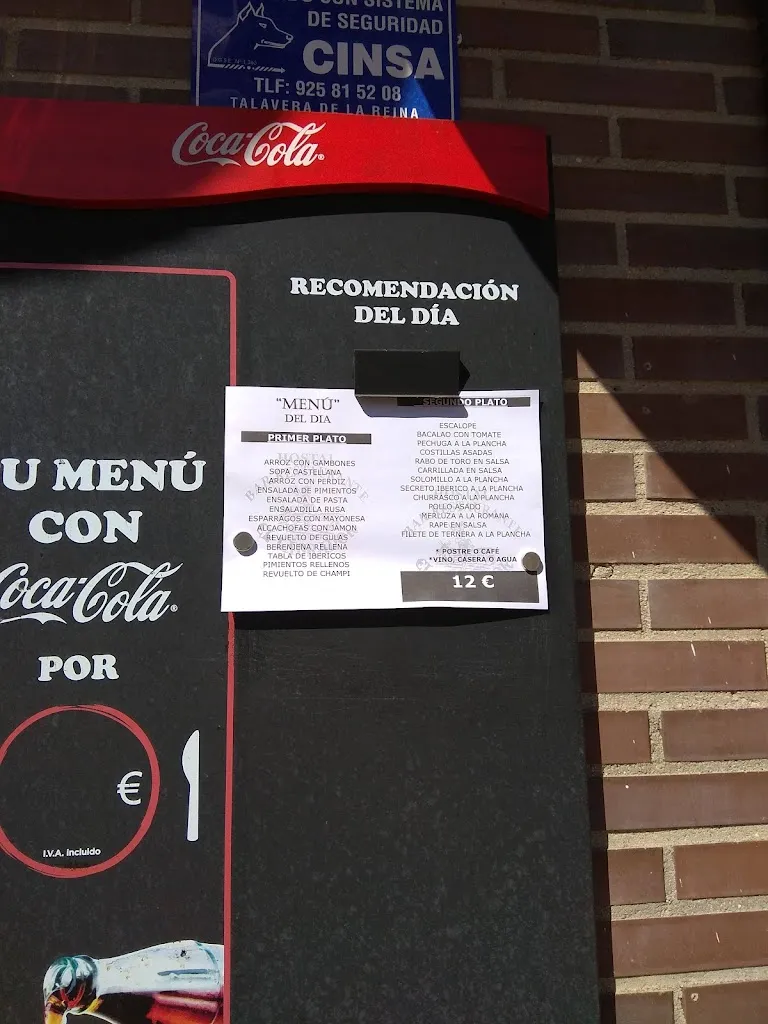 CON SISTEMA
DE SEGURIDAD
CINSA
TLF: 925 81 52 08
TALAVERA DE LA REINA
Coca-Cola
RECOMENDACIÓN
DEL DÍA
"MENÚ"
DEL DIA
PRIMER PLATO
ARROZ CON GAMBONES
SOPA CASTELLANA
ARROZ CON PERDIZ
ENSALADA DE PIMIENTOS
ENSALADA DE PASTA
ENSALADILLA RUSA
ESPARRAGOS CON MAYONESA
ALCACHOFAS CON JAMON
REVUELTO DE GULAS
BERENJENA RELLENA
TABLA DE IBERICOS
PIMIENTOS RELLENOS
REVUELTO DE CHAMPI
SEGUNDO PLATO
ESCALOPE
BACALAO CON TOMATE
PECHUGA A LA PLANCHA
COSTILLAS ASADAS
RABO DE TORO EN SALSA
CARRILLADA EN SALSA
SOLOMILLO A LA PLANCHA
SECRETO IBERICO A LA PLANCHA
CHURRASCO A LA PLANCHA
POLLO ASADO
MERLUZA A LA ROMANA
RAPE EN SALSA
FILETE DE TERNERA A LA PLANCHA
* POSTRE O CAFÉ
*VINO, CASERA O AGUA
12 €
U MENÚ
CON
Coca-Cola
POR
€
I.V.A. incluido